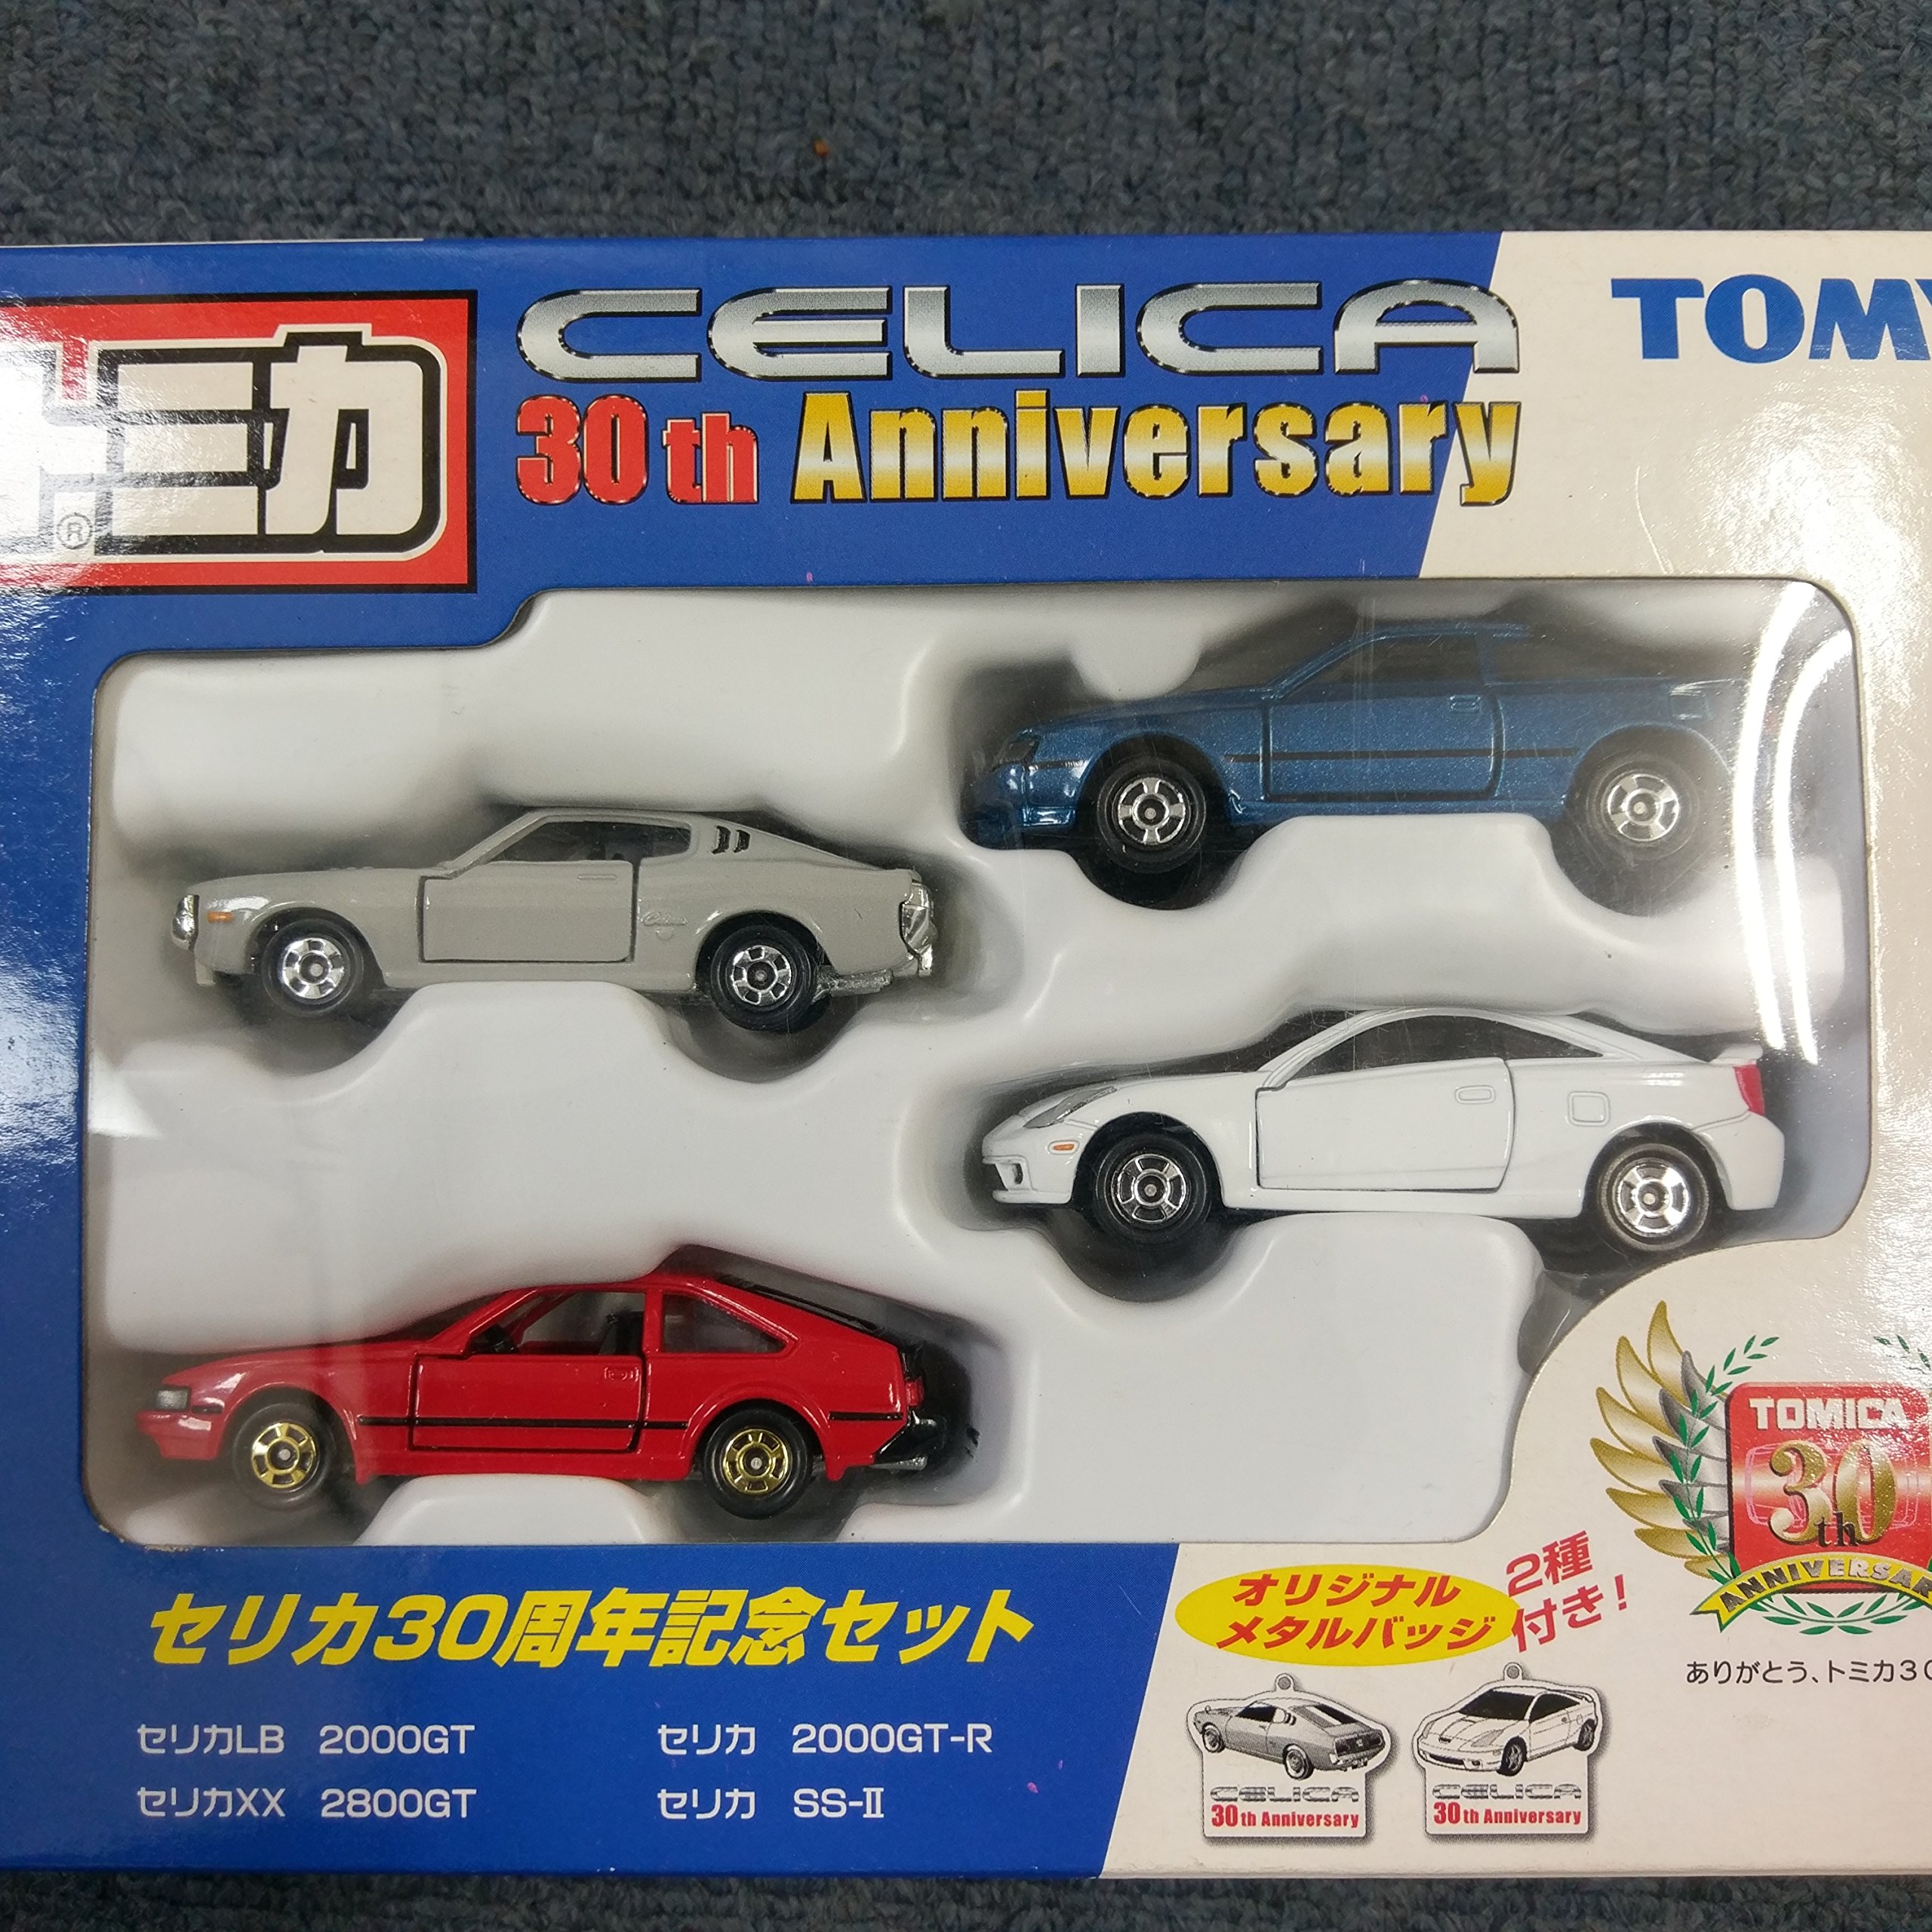 トミカ
®
CELICA
30th Anniversary
TOMY
Celica
TOMICA
30th
ANNIVERSARY
ありがとう、トミカ30
セリカ30周年記念セット
オリジナル
メタルバッジ
2種
付き!
セリカLB 2000GT
セリカXX 2800GT
セリカ 2000GT-R
セリカ SS-II
CELICA
30th Anniversary
CELICA
30th Anniversary